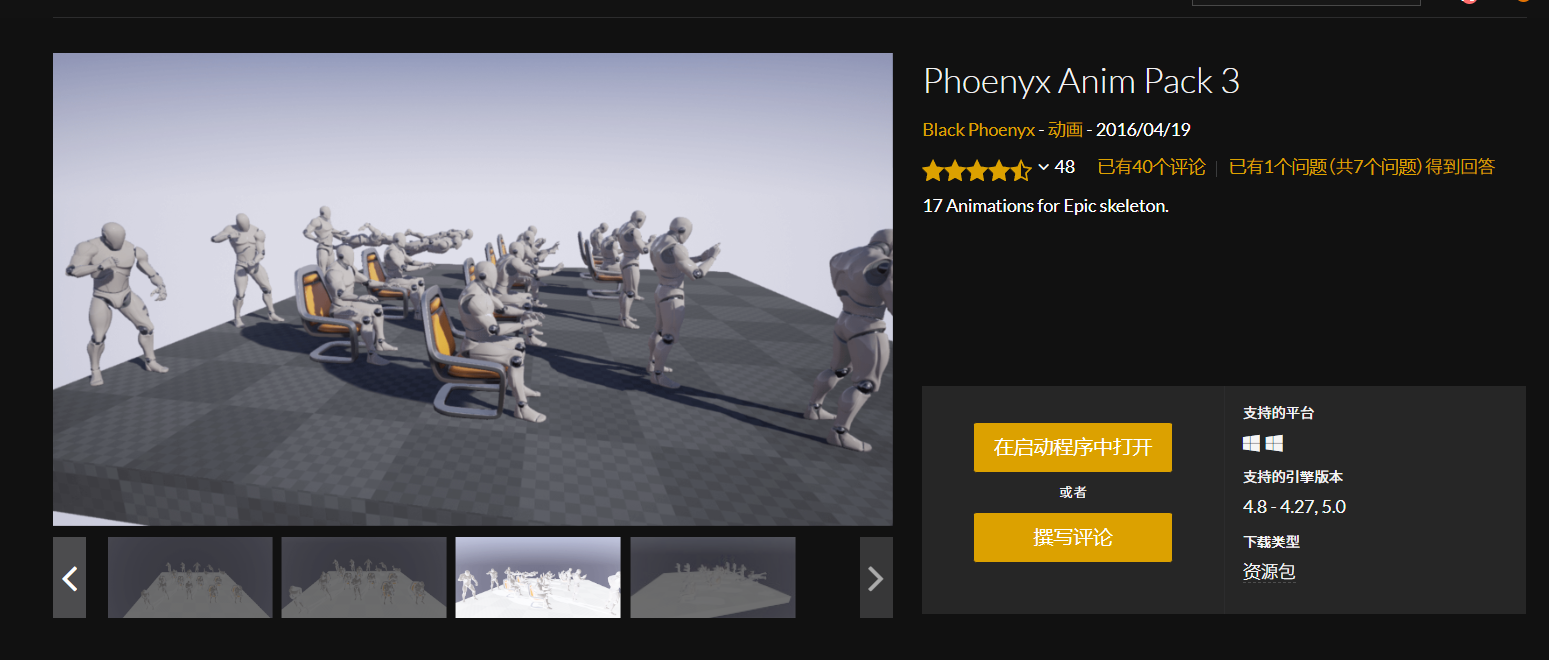 Phoenyx Anim Pack 3
Black Phoenyx - 动画 - 2016/04/19
48 已有40个评论 | 已有1个问题(共7个问题)得到回答
17 Animations for Epic skeleton.
在启动程序中打开
或者
撰写评论
支持的平台
支持的引擎版本
4.8 - 4.27, 5.0
下载类型
资源包